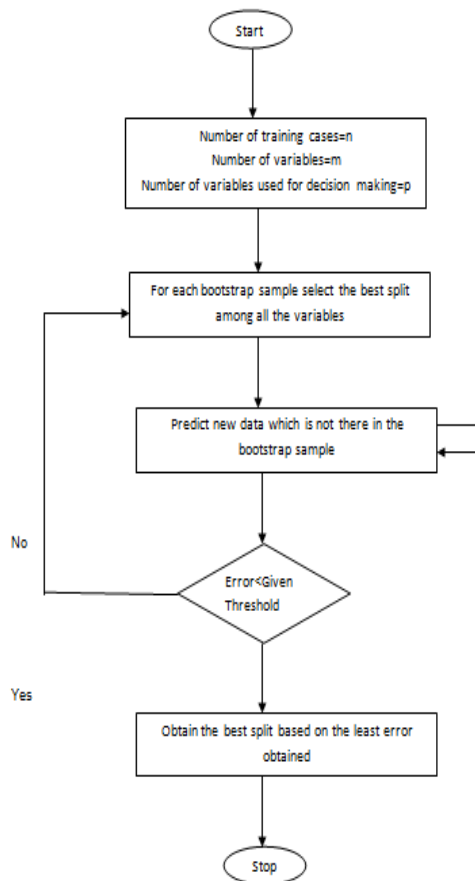 Start
Number of training cases=n
Number of variables=m
Number of variables used for decision making=p
For each bootstrap sample select the best split
among all the variables
Predict new data which is not there in the
bootstrap sample
No
Error<Given
Threshold
Yes
Obtain the best split based on the least error
obtained
Stop